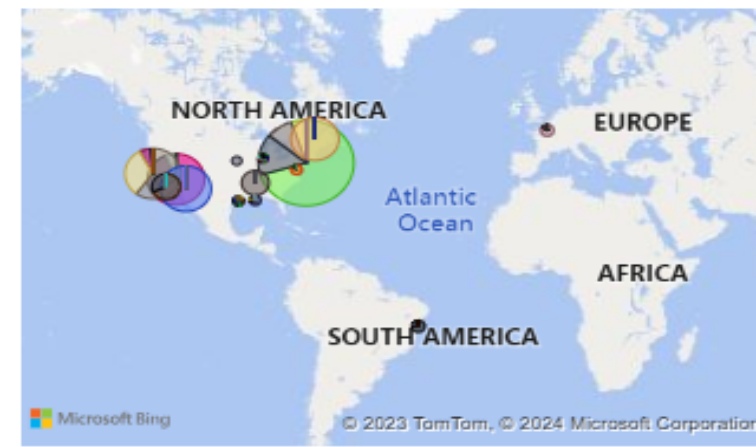 NORTH AMERICA
EUROPE
Atlantic
Ocean
AFRICA
SOUTH AMERICA
Microsoft Bing
© 2023 TomTom, © 2024 Microsoft Corporation